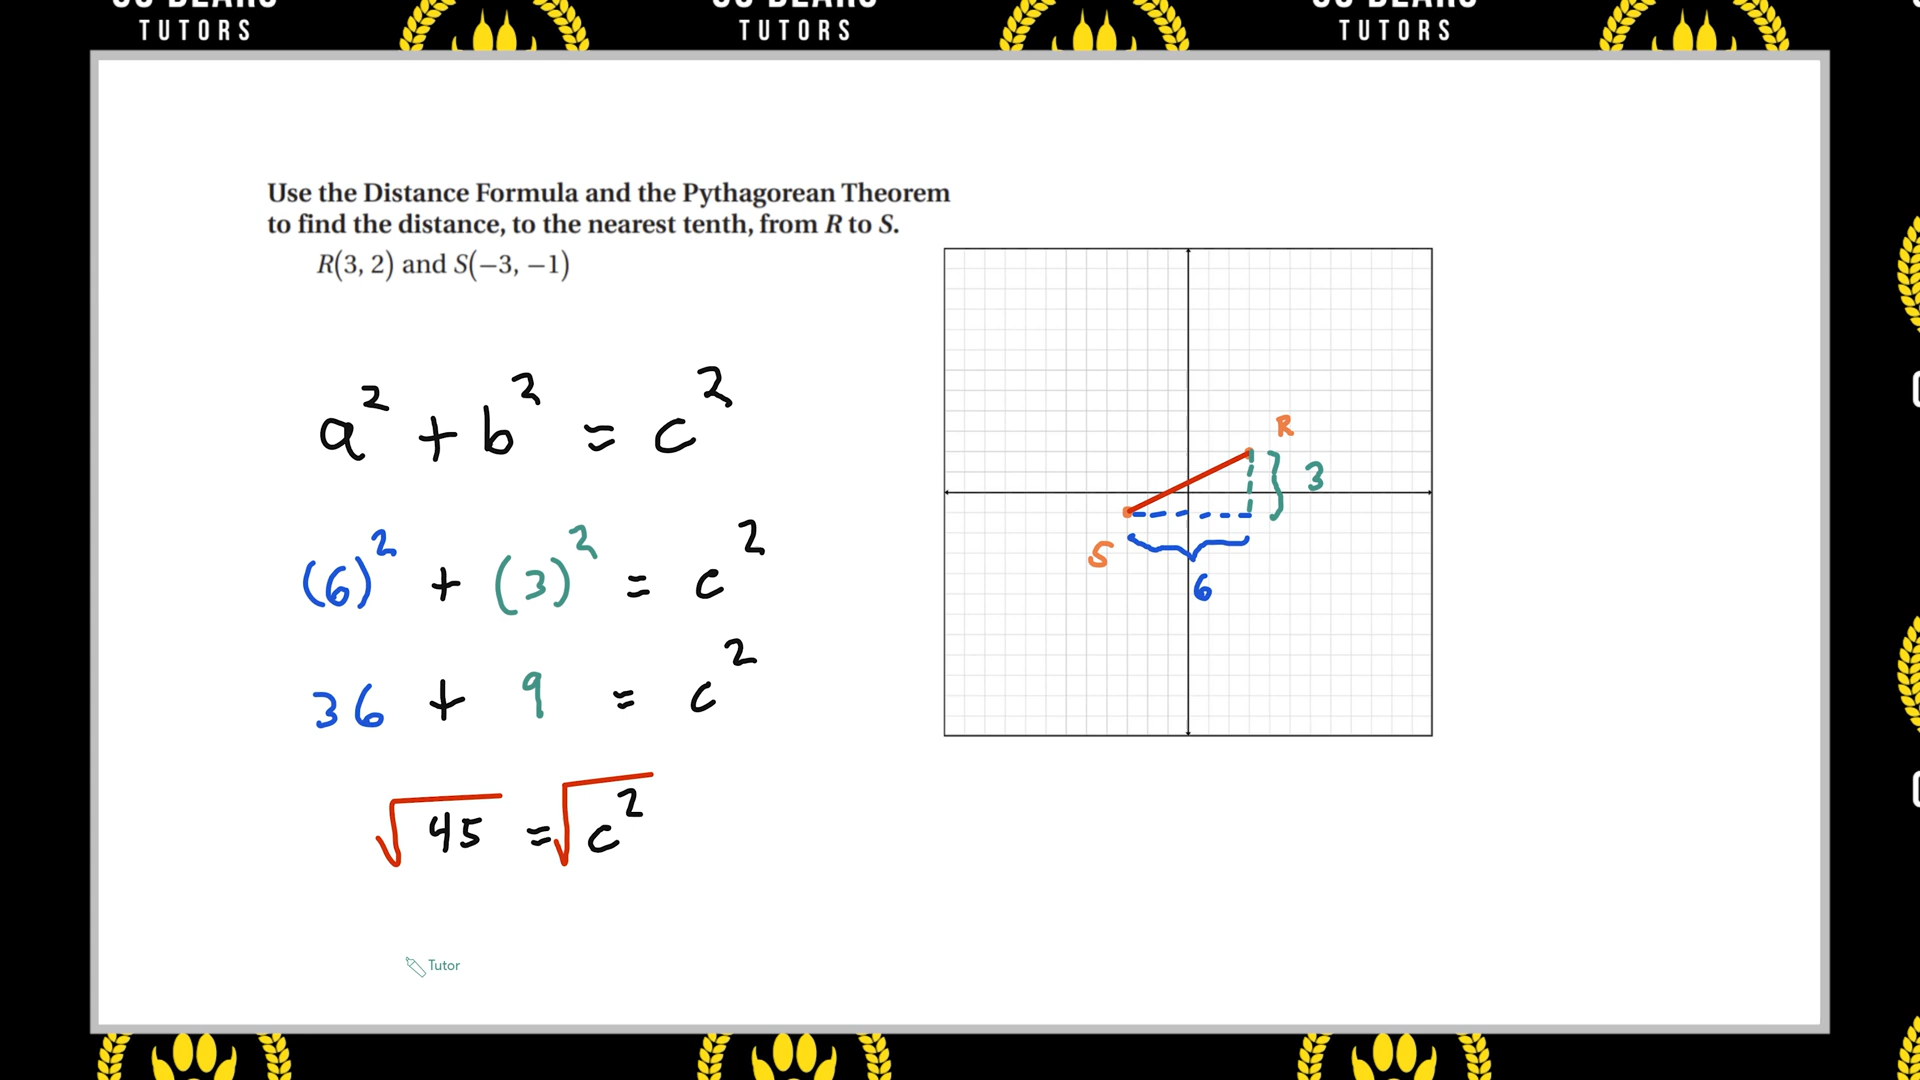 TUTORS
TUTORS
TUTORS
Use the Distance Formula and the Pythagorean Theorem
to find the distance, to the nearest tenth, from R to S.
R(3, 2) and S(−3, −1)
a² + b² = c²
(6)² + (3)² = c²
36 + 9 = c²
√45 = √c²
R
3
S
6
Tutor